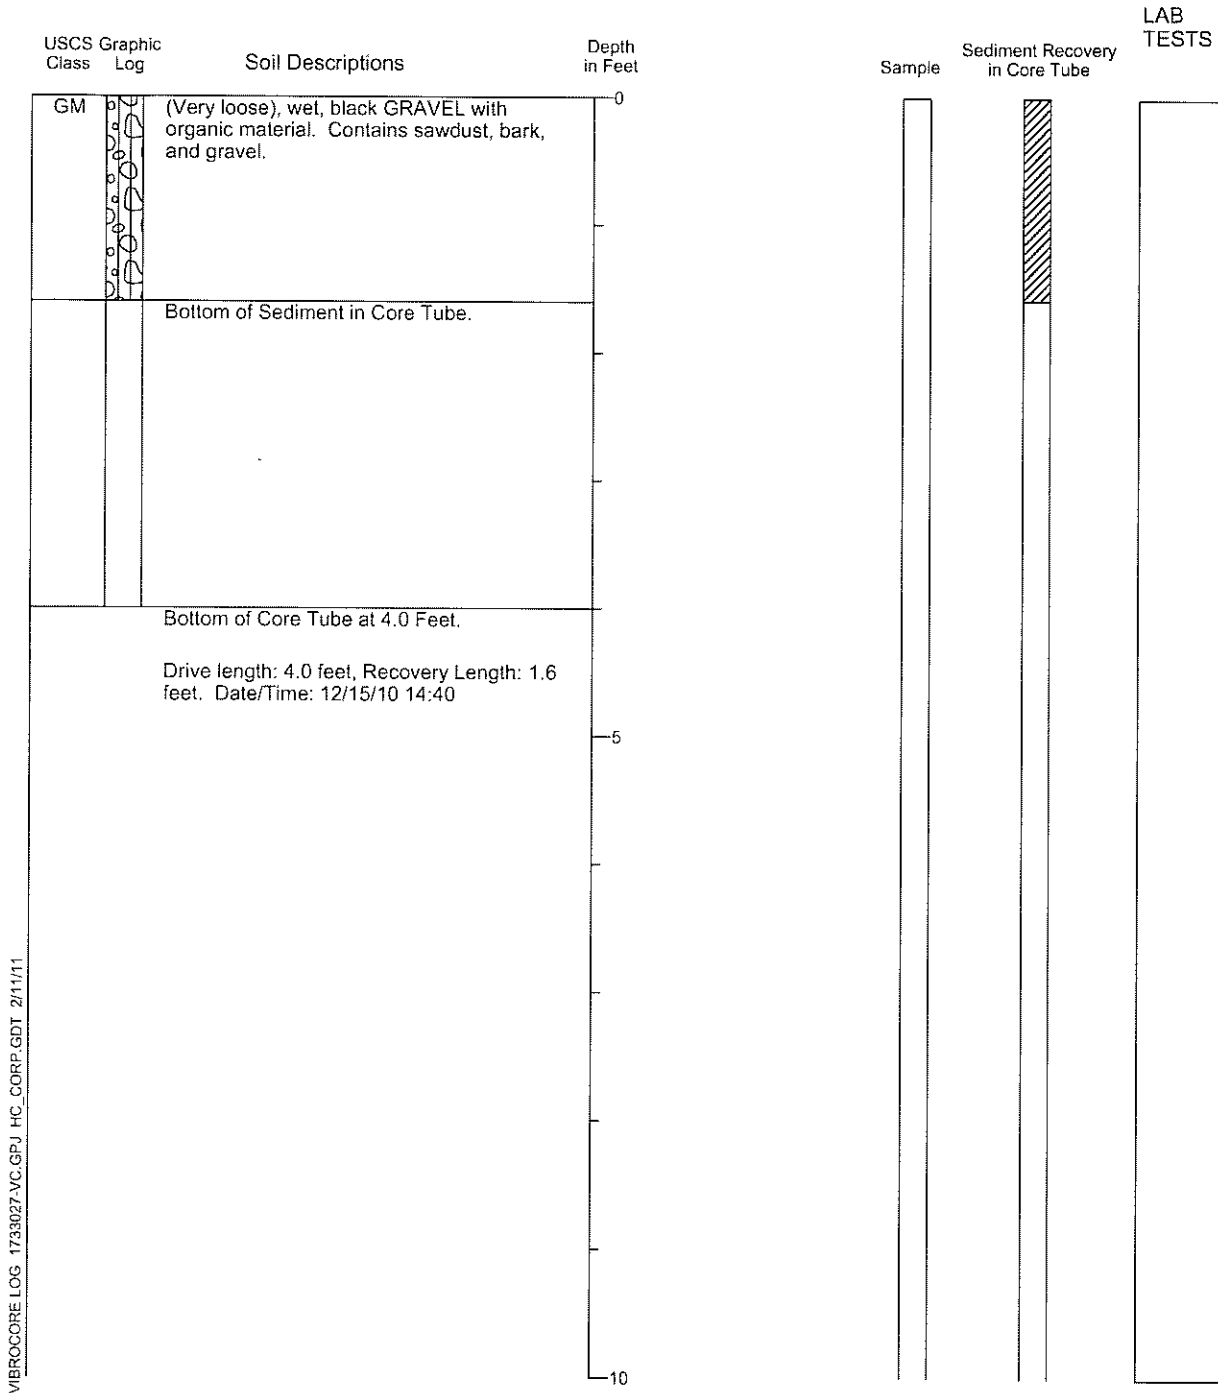 LAB
TESTS
USCS Graphic
Class Log
Soil Descriptions
Depth
in Feet
Sample
Sediment Recovery
in Core Tube
GM
(Very loose), wet, black GRAVEL with
organic material. Contains sawdust, bark,
and gravel.
0
Bottom of Sediment in Core Tube.
Bottom of Core Tube at 4.0 Feet.
Drive length: 4.0 feet, Recovery Length: 1.6
feet. Date/Time: 12/15/10 14:40
5
10
VIBROCORE LOG 1733027-VC.GPJ HC_CORP.GDT 2/11/11